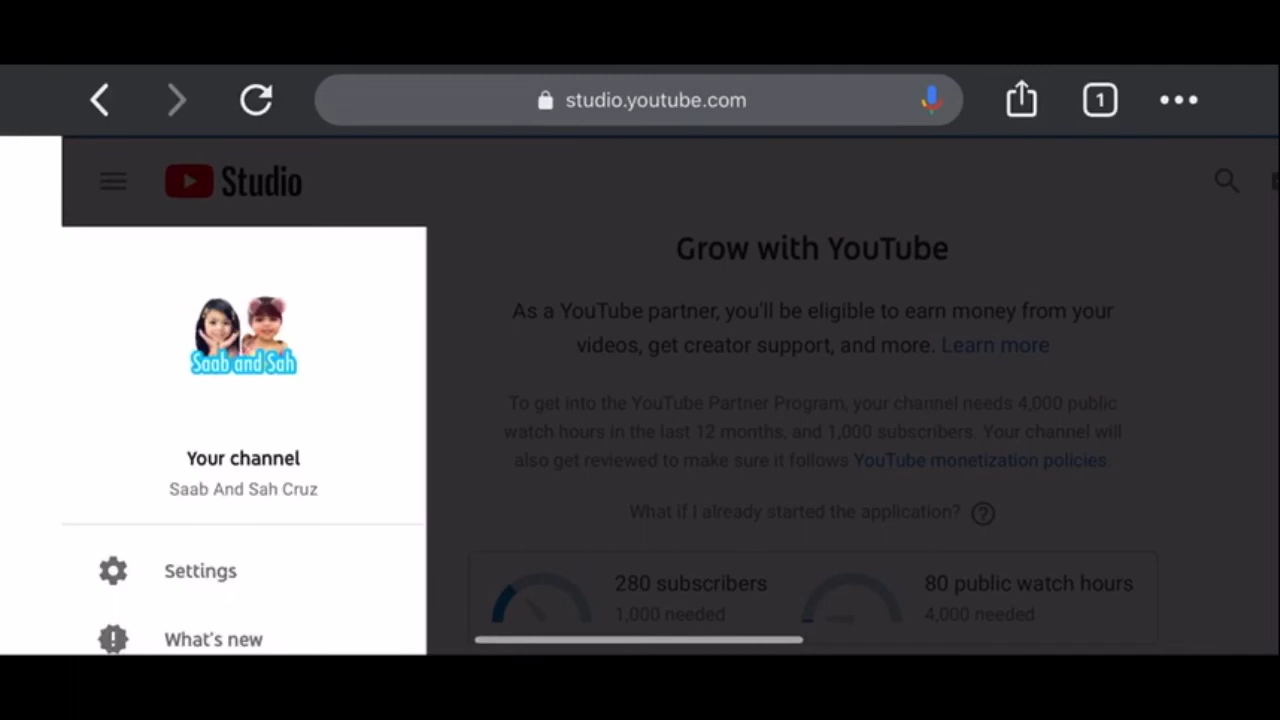 studio.youtube.com
1
Studio
Saab and Sah
Your channel
Saab And Sah Cruz
Settings
What's new
Grow with YouTube
As a YouTube partner, you'll be eligible to earn money from your
videos, get creator support, and more. Learn more
To get into the YouTube Partner Program, your channel needs 4,000 public
watch hours in the last 12 months, and 1,000 subscribers. Your channel will
also get reviewed to make sure it follows YouTube monetization policies.
What if I already started the application? ?
280 subscribers
1,000 needed
80 public watch hours
4,000 needed